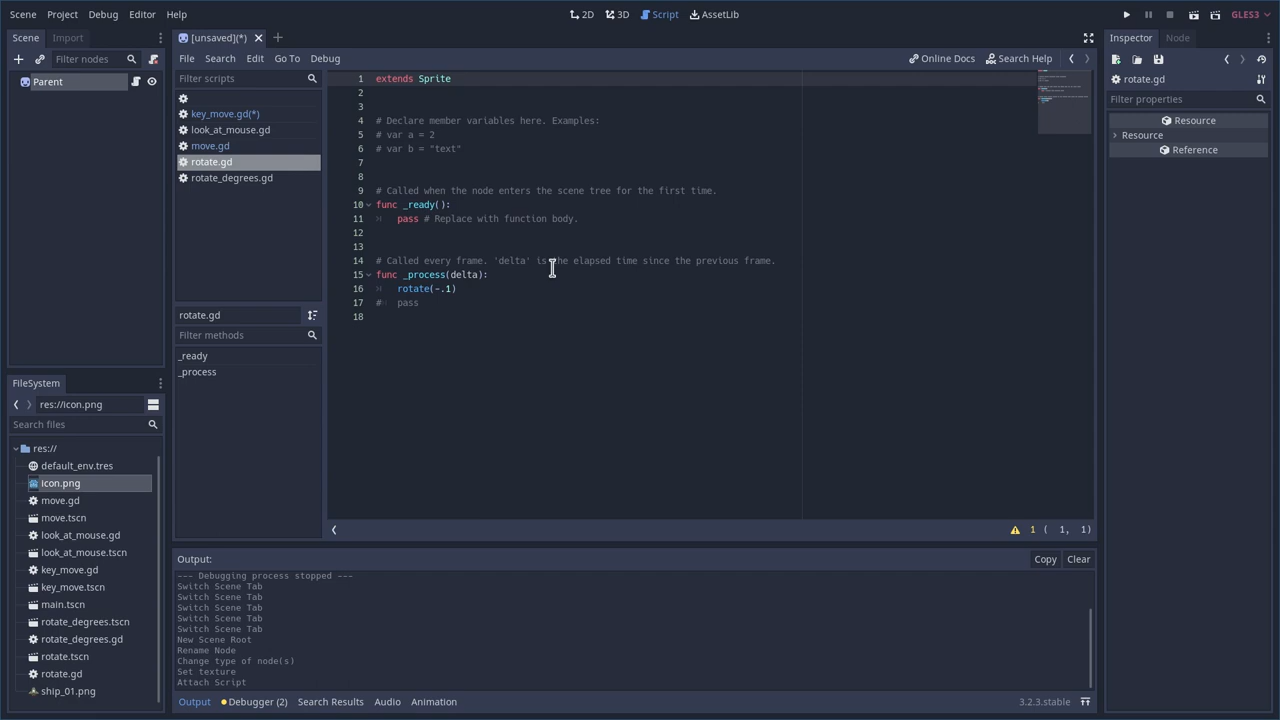 Scene Project Debug Editor Help
2D 3D Script AssetLib
GLES3
Scene Import
Filter nodes
Parent
FileSystem
res://icon.png
Search files
res://
default_env.tres
icon.png
move.gd
move.tscn
look_at_mouse.gd
look_at_mouse.tscn
key_move.gd
key_move.tscn
main.tscn
rotate_degrees.tscn
rotate_degrees.gd
rotate.tscn
rotate.gd
ship_01.png
[unsaved](*)
File Search Edit Go To Debug
Online Docs Search Help
Filter scripts
key_move.gd(*)
look_at_mouse.gd
move.gd
rotate.gd
rotate_degrees.gd
rotate.gd
Filter methods
_ready
_process
1 extends Sprite
2
3
4 # Declare member variables here. Examples:
5 # var a = 2
6 # var b = "text"
7
8
9 # Called when the node enters the scene tree for the first time.
10 func _ready():
11 pass # Replace with function body.
12
13
14 # Called every frame. 'delta' is the elapsed time since the previous frame.
15 func _process(delta):
16 rotate(-.1)
17 # pass
18
1 ( 1, 1)
Output:
Copy Clear
--- Debugging process stopped ---
Switch Scene Tab
Switch Scene Tab
Switch Scene Tab
Switch Scene Tab
Switch Scene Tab
New Scene Root
Rename Node
Change type of node(s)
Set texture
Attach Script
Output Debugger (2) Search Results Audio Animation
3.2.3.stable
Inspector Node
rotate.gd
Filter properties
Resource
Resource
Reference